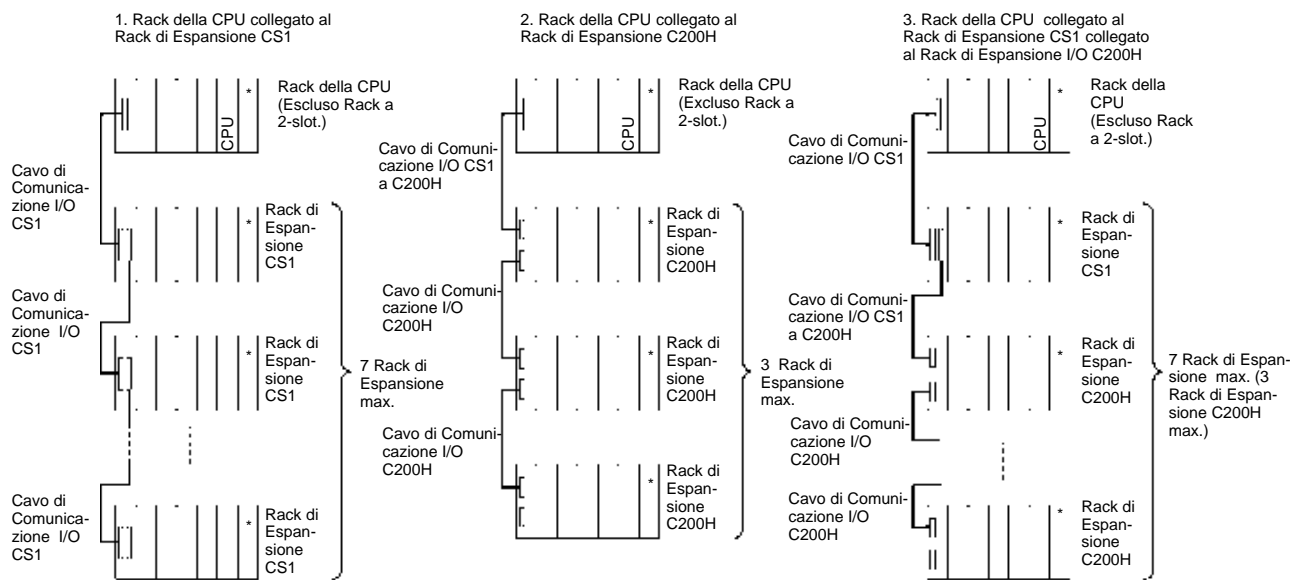 1. Rack della CPU collegato al
Rack di Espansione CS1
Rack della CPU
(Escluso Rack a
2-slot.)
*
CPU
Cavo di
Comunica-
zione I/O
CS1
*
Rack di
Espan-
sione
CS1
Cavo di
Comunica-
zione I/O
CS1
*
Rack di
Espan-
sione
CS1
7 Rack di
Espansione
max.
Cavo di
Comunica-
zione I/O
CS1
*
Rack di
Espan-
sione
CS1
2. Rack della CPU collegato al
Rack di Espansione C200H
*
CPU
Rack della CPU
(Excluso Rack a
2-slot.)
Cavo di Comuni-
cazione I/O CS1
a C200H
*
Rack di
Espan-
sione
C200H
Cavo di Comuni-
cazione I/O
C200H
*
Rack di
Espan-
sione
C200H
3 Rack di
Espansione
max.
Cavo di Comuni-
cazione I/O
C200H
*
Rack di
Espan-
sione
C200H
3. Rack della CPU collegato al
Rack di Espansione CS1 collegato
al Rack di Espansione I/O C200H
*
CPU
Rack della
CPU
(Escluso Rack
a 2-slot.)
Cavo di Comuni-
cazione I/O CS1
*
Rack di
Espan-
sione
CS1
Cavo di Comuni-
cazione I/O CS1
a C200H
*
Rack di
Espan-
sione
C200H
7 Rack di Espan-
sione max. (3
Rack di Espan-
sione C200H
max.)
Cavo di Comuni-
cazione I/O
C200H
Cavo di Comuni-
cazione I/O
C200H
*
Rack di
Espan-
sione
C200H